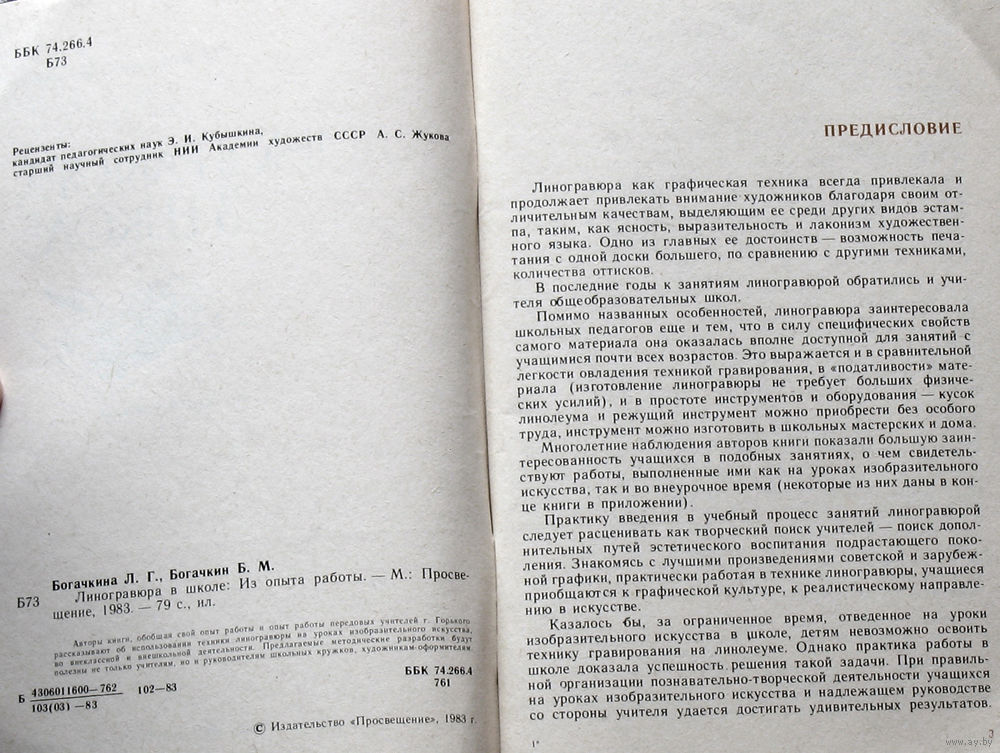 ББК 74.266.4
Б73
Рецензенты:
кандидат педагогических наук Э. И. Кубышкина,
старший научный сотрудник НИИ Академии художеств СССР А. С. Жукова
Богачкина Л. Г., Богачкин Б. М.
Б73 Линогравюра в школе: Из опыта работы. — М.: Просве-
щение, 1983. — 79 с., ил.
Авторы книги, обобщая свой опыт работы и опыт работы передовых учителей г. Горького
рассказывают об использовании техники линогравюры на уроках изобразительного искусства,
во внеклассной и внешкольной деятельности. Предлагаемые методические разработки будут
полезны не только учителям, но и руководителям школьных кружков, художникам-оформителям.
Б 4306011600—762 102—83
103(03)—83
ББК 74.266.4
761
© Издательство «Просвещение», 1983 г.
ПРЕДИСЛОВИЕ
Линогравюра как графическая техника всегда привлекала и
продолжает привлекать внимание художников благодаря своим от-
личительным качествам, выделяющим ее среди других видов эстам-
па, таким, как ясность, выразительность и лаконизм художествен-
ного языка. Одно из главных ее достоинств — возможность печа-
тания с одной доски большего, по сравнению с другими техниками,
количества оттисков.
В последние годы к занятиям линогравюрой обратились и учи-
теля общеобразовательных школ.
Помимо названных особенностей, линогравюра заинтересовала
школьных педагогов еще и тем, что в силу специфических свойств
самого материала она оказалась вполне доступной для занятий с
учащимися почти всех возрастов. Это выражается и в сравнительной
легкости овладения техникой гравирования, в «податливости» мате-
риала (изготовление линогравюры не требует больших физиче-
ских усилий), и в простоте инструментов и оборудования — кусок
линолеума и режущий инструмент можно приобрести без особого
труда, инструмент можно изготовить в школьных мастерских и дома.
Многолетние наблюдения авторов книги показали большую заин-
тересованность учащихся в подобных занятиях, о чем свидетель-
ствуют работы, выполненные ими как на уроках изобразительного
искусства, так и во внеурочное время (некоторые из них даны в кон-
це книги в приложении).
Практику введения в учебный процесс занятий линогравюрой
следует расценивать как творческий поиск учителей — поиск допол-
нительных путей эстетического воспитания подрастающего поко-
ления. Знакомясь с лучшими произведениями советской и зарубеж-
ной графики, практически работая в технике линогравюры, учащиеся
приобщаются к графической культуре, к реалистическому направле-
нию в искусстве.
Казалось бы, за ограниченное время, отведенное на уроки
изобразительного искусства в школе, детям невозможно освоить
технику гравирования на линолеуме. Однако практика работы в
школе доказала успешность решения такой задачи. При правиль-
ной организации познавательно-творческой деятельности учащихся
на уроках изобразительного искусства и надлежащем руководстве
со стороны учителя удается достигать удивительных результатов.
1* 3
www.ay.by